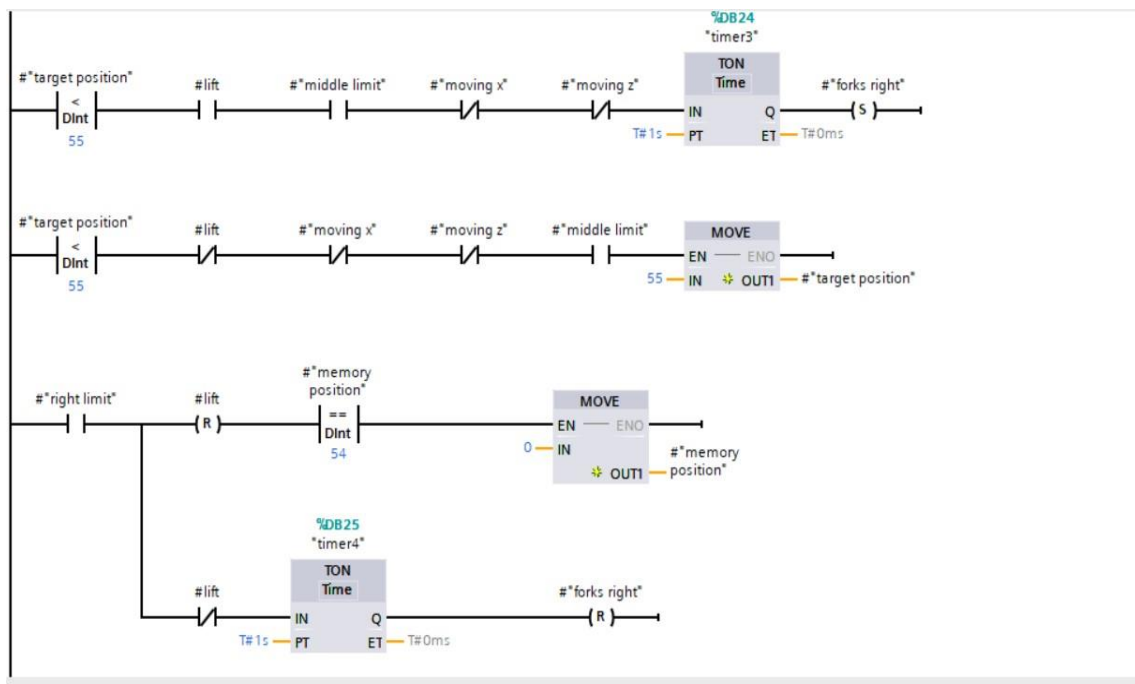 %DB24
"timer3"
TON
Time
#"target position" #lift #"middle limit" #"moving x" #"moving z" #"forks right"
<
DInt
55
IN Q
S
T#1s PT ET T#0ms
#"target position" #lift #"moving x" #"moving z" #"middle limit"
<
DInt
55
MOVE
EN ENO
55 IN OUT1 #"target position"
#"right limit" #lift
R
#"memory
position"
==
DInt
54
MOVE
EN ENO
0 IN
OUT1
#"memory
position"
%DB25
"timer4"
TON
Time
#lift #"forks right"
IN Q
R
T#1s PT ET T#0ms